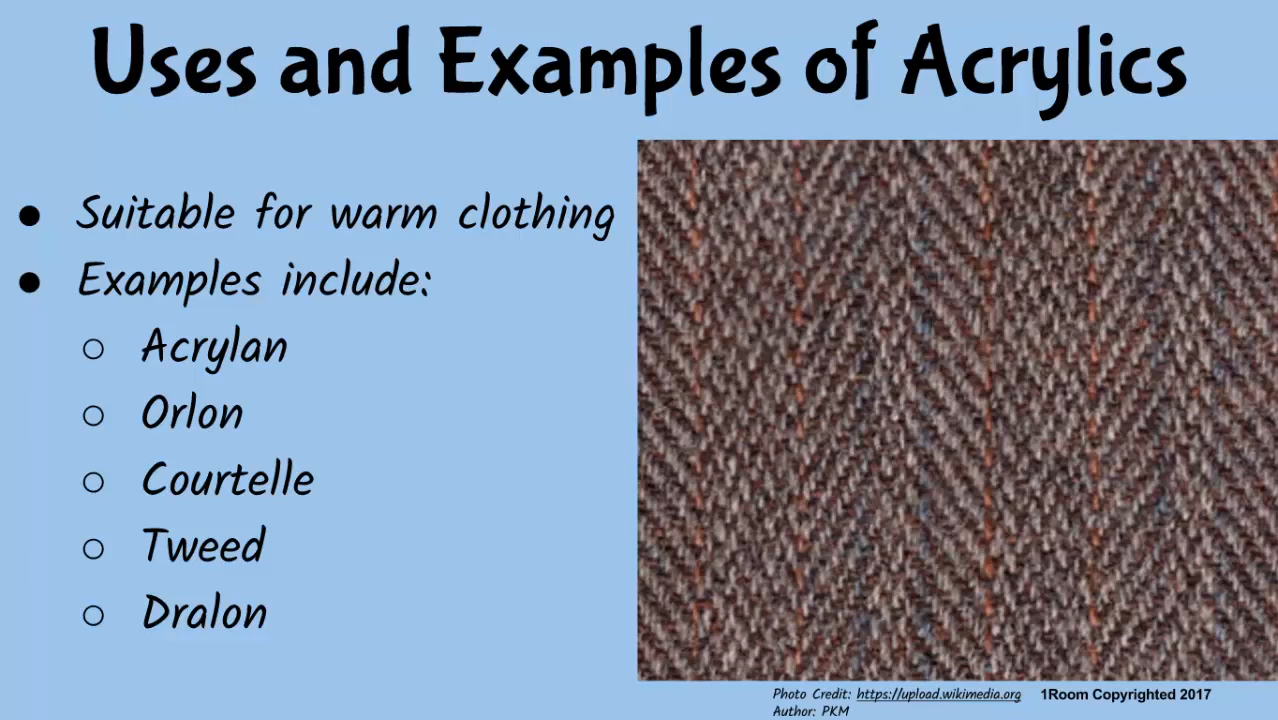 Uses and Examples of Acrylics
● Suitable for warm clothing
● Examples include:
○ Acrylan
○ Orlon
○ Courtelle
○ Tweed
○ Dralon
Photo Credit: https://upload.wikimedia.org 1Room Copyrighted 2017
Author: PKM